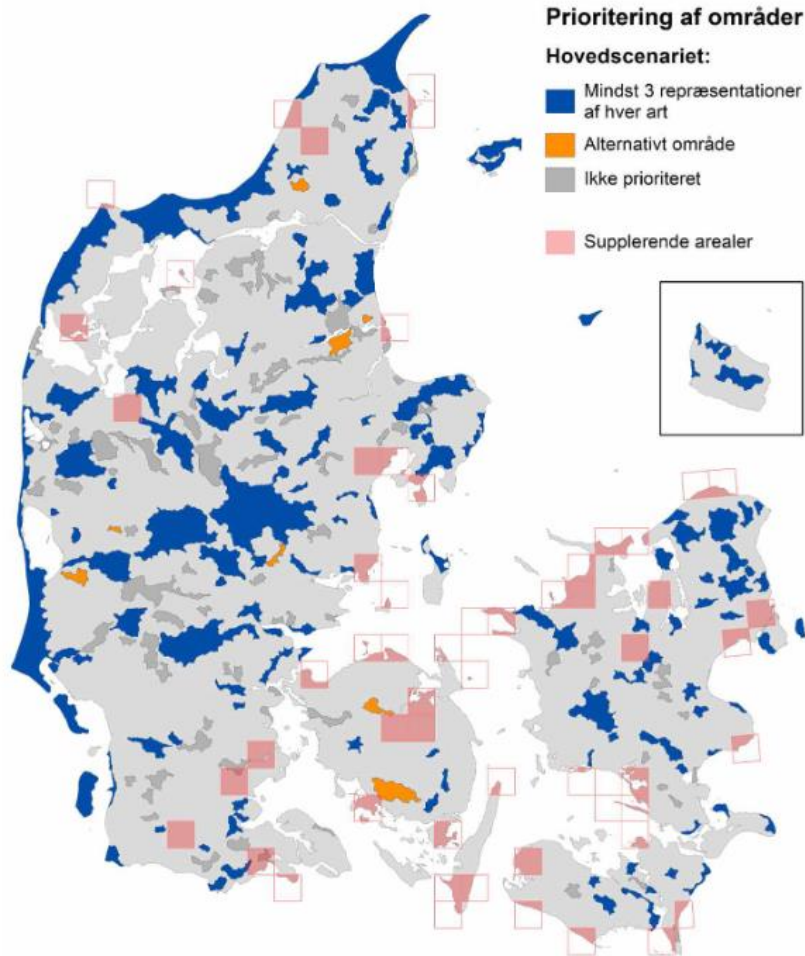 Prioritering af områder
Hovedscenariet:
Mindst 3 repræsentationer
af hver art
Alternativt område
Ikke prioriteret
Supplerende arealer